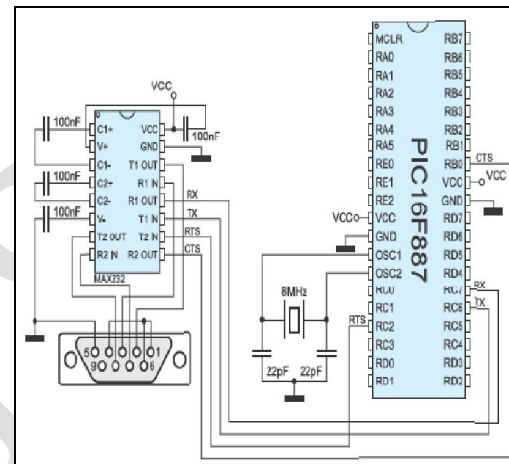 VCC
100nF
C1+
V+
C1-
C2+
C2-
V-
T2 OUT
R2 IN
VCC
GND
T1 OUT
R1 IN
R1 OUT
T1 IN
T2 IN
R2 OUT
100nF
100nF
100nF
RX
TX
RTS
CTS
MAX232
5
1
9
6
8MHz
22pF
22pF
RTS
VCC
MCLR
RA0
RA1
RA2
RA3
RA4
RA5
RE0
RE1
RE2
VCC
GND
OSC1
OSC2
RC0
RC1
RC2
RC3
RD0
RD1
PIC16F887
RB7
RB6
RB5
RB4
RB3
RB2
RB1
RB0
VCC
GND
RD7
RD6
RD5
RD4
RC7
RC6
RC5
RC4
RD3
RD2
CTS
VCC
RX
TX